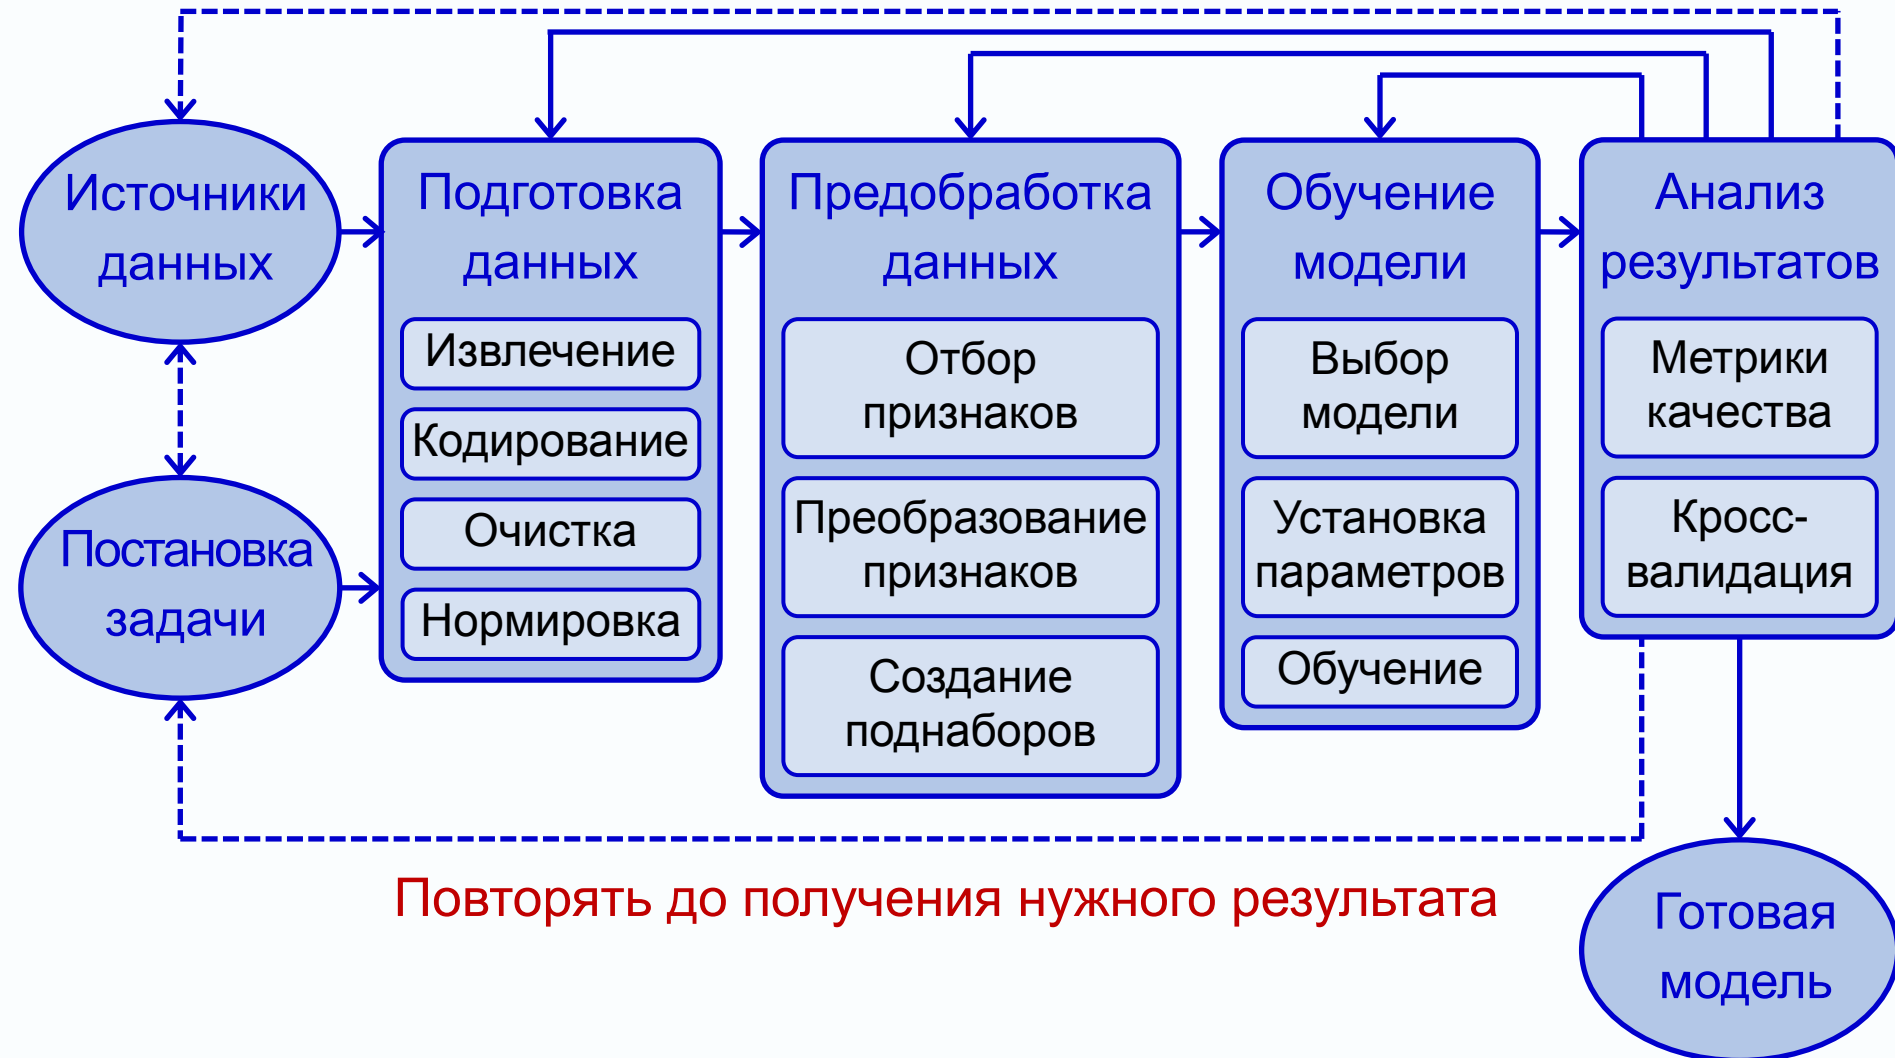 Источники
данных
Постановка
задачи
Подготовка
данных
Извлечение
Кодирование
Очистка
Нормировка
Предобработка
данных
Отбор
признаков
Преобразование
признаков
Создание
поднаборов
Обучение
модели
Выбор
модели
Установка
параметров
Обучение
Анализ
результатов
Метрики
качества
Кросс-
валидация
Повторять до получения нужного результата
Готовая
модель